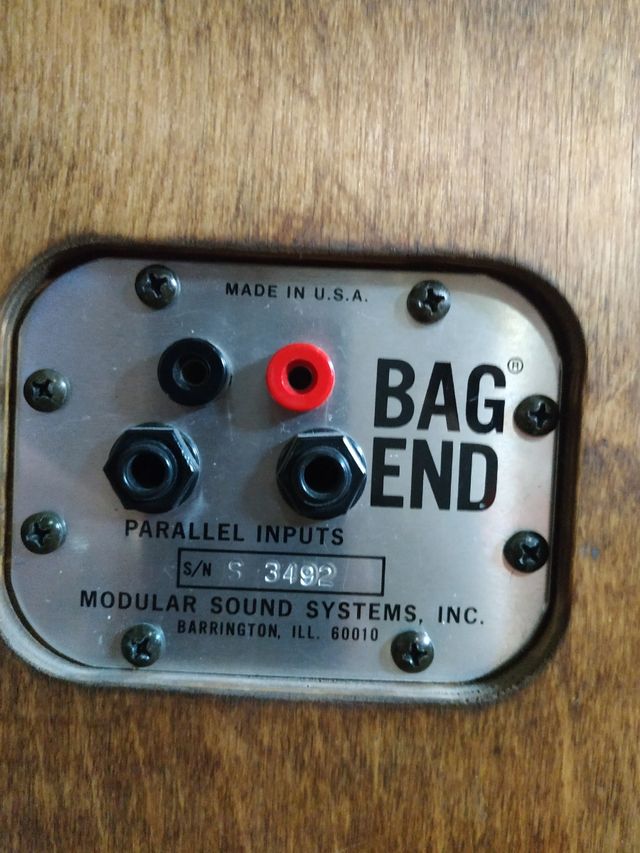 MADE IN U.S.A.
BAG®
END
PARALLEL INPUTS
S/N S 3492
MODULAR SOUND SYSTEMS, INC.
BARRINGTON, ILL. 60010